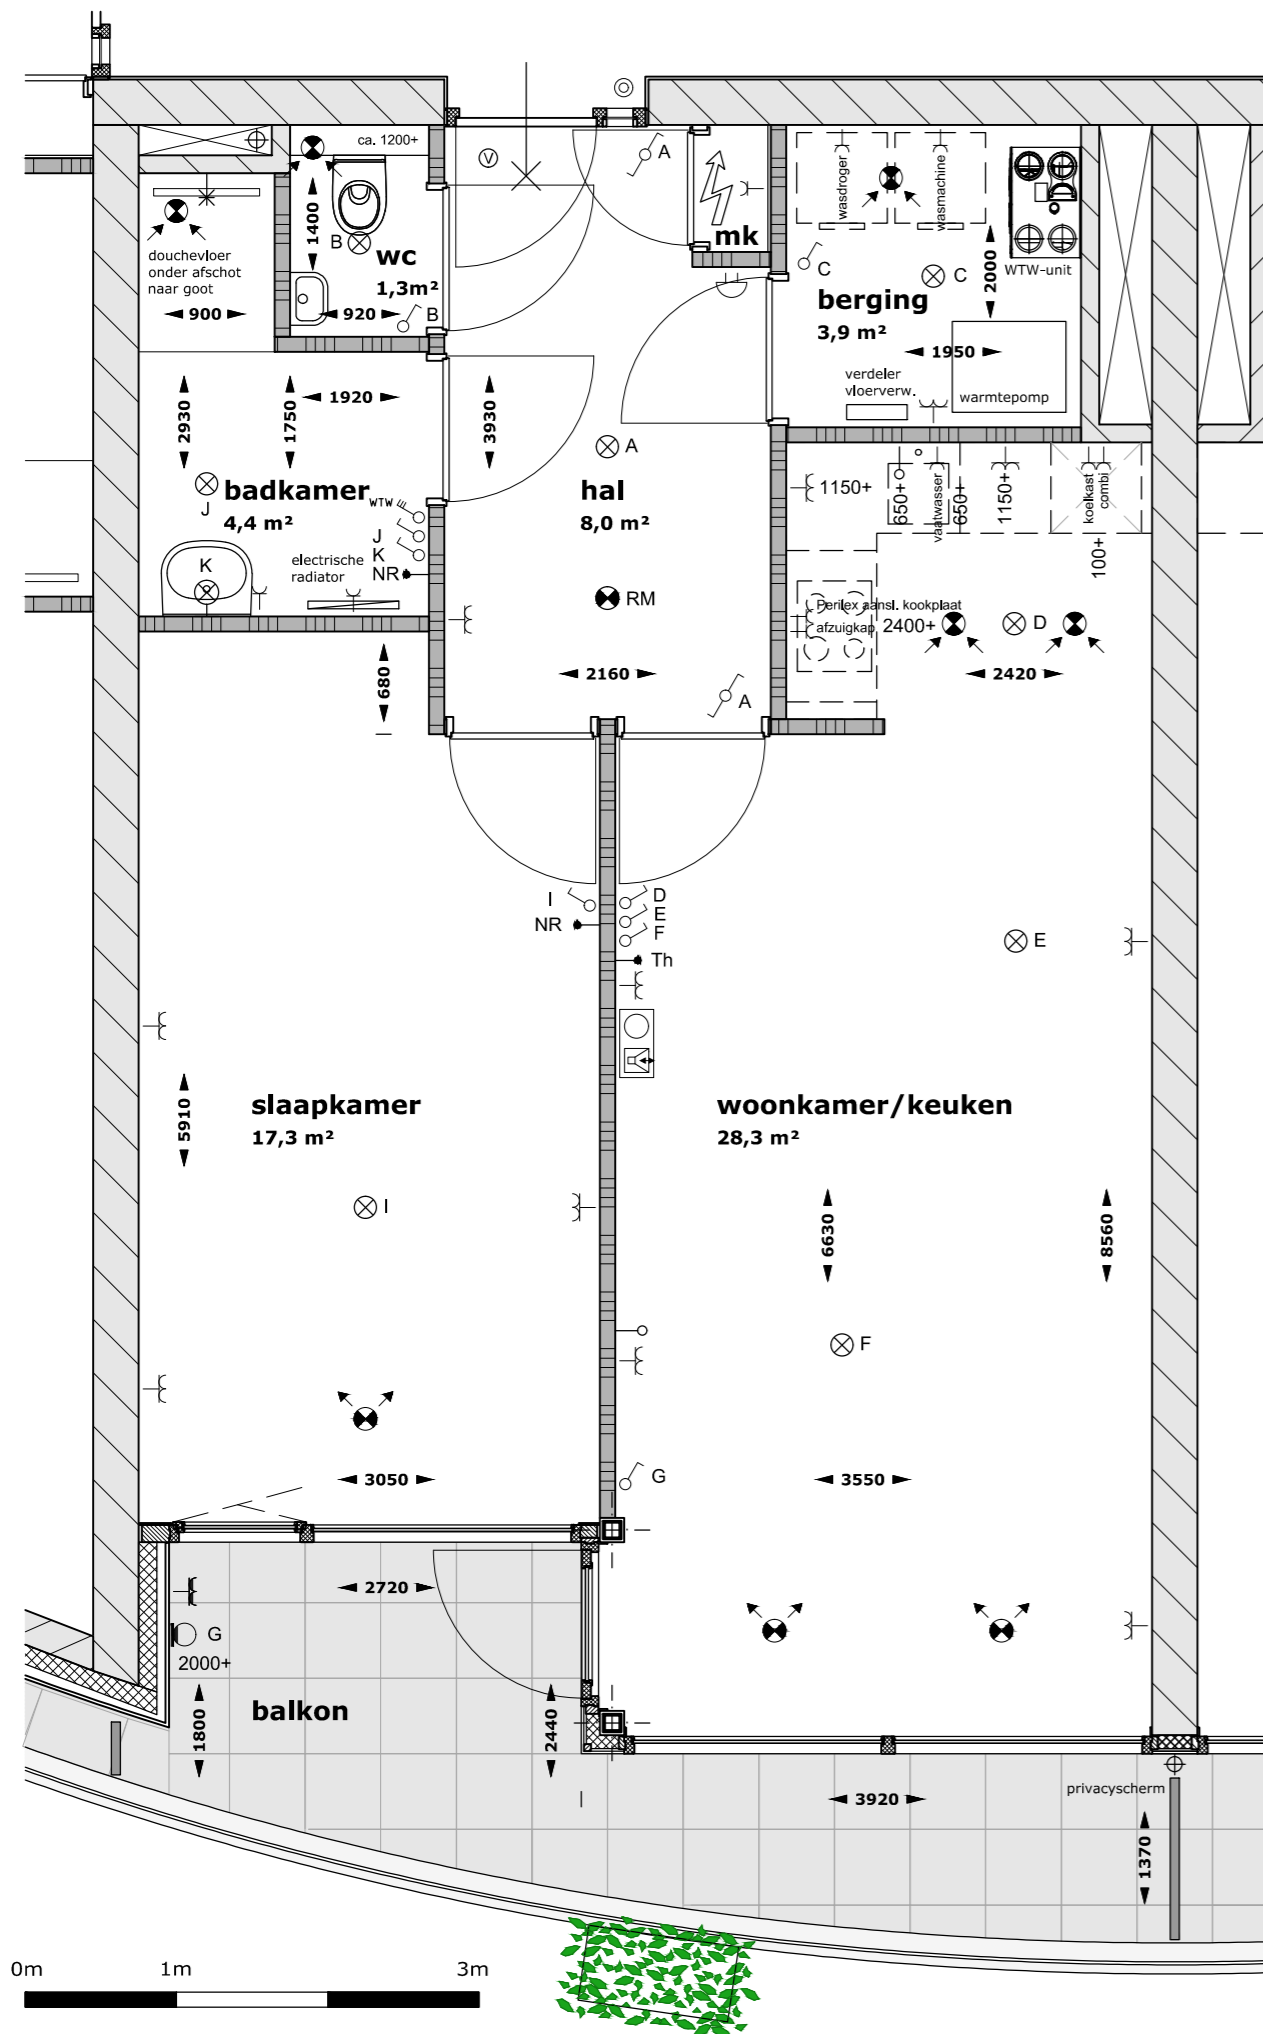 ca. 1200+
V
A
wasdroger
wasmachine
mk
1400
B
wc
1,3m²
douchevloer
onder afschot
naar goot
900
920
B
C
C
2000
WTW-unit
berging
3,9 m²
1950
verdeler
vloerverw.
warmtepomp
2930
1750
1920
3930
A
J
badkamer
4,4 m²
WTW
J
K
NR
K
electrische
radiator
hal
8,0 m²
RM
1150+
650+
vaatwasser
650+
1150+
koelkast
combi
100+
Perilex aansl. kookplaat
afzuigkap
2400+
D
2420
680
2160
A
I
NR
D
E
F
Th
E
5910
slaapkamer
17,3 m²
woonkamer/keuken
28,3 m²
I
6630
8560
F
3050
G
3550
2720
G
2000+
balkon
1800
2440
3920
privacyscherm
1370
0m
1m
3m